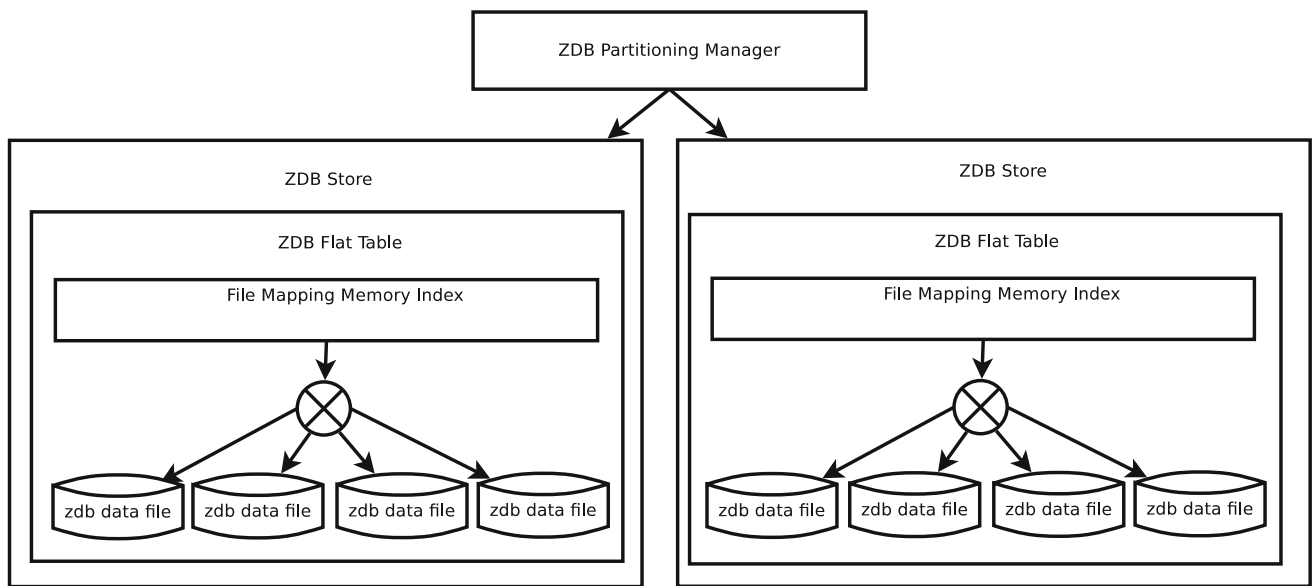 ZDB Partitioning Manager
ZDB Store
ZDB Flat Table
File Mapping Memory Index
zdb data file
zdb data file
zdb data file
zdb data file
ZDB Store
ZDB Flat Table
File Mapping Memory Index
zdb data file
zdb data file
zdb data file
zdb data file